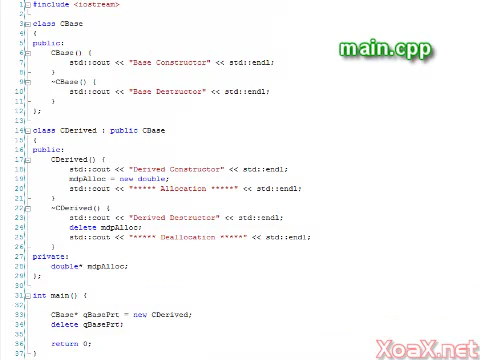 1 #include <iostream>
2
3 class CBase
4 {
5 public:
6 CBase() {
7 std::cout << "Base Constructor" << std::endl;
8 }
9 ~CBase() {
10 std::cout << "Base Destructor" << std::endl;
11 }
12 };
13
14 class CDerived : public CBase
15 {
16 public:
17 CDerived() {
18 std::cout << "Derived Constructor" << std::endl;
19 mdpAlloc = new double;
20 std::cout << "***** Allocation *****" << std::endl;
21 }
22 ~CDerived() {
23 std::cout << "Derived Destructor" << std::endl;
24 delete mdpAlloc;
25 std::cout << "***** Deallocation *****" << std::endl;
26 }
27 private:
28 double* mdpAlloc;
29 };
30
31 int main() {
32
33 CBase* qBasePrt = new CDerived;
34 delete qBasePrt;
35
36 return 0;
37 }
main.cpp
XoaX.net